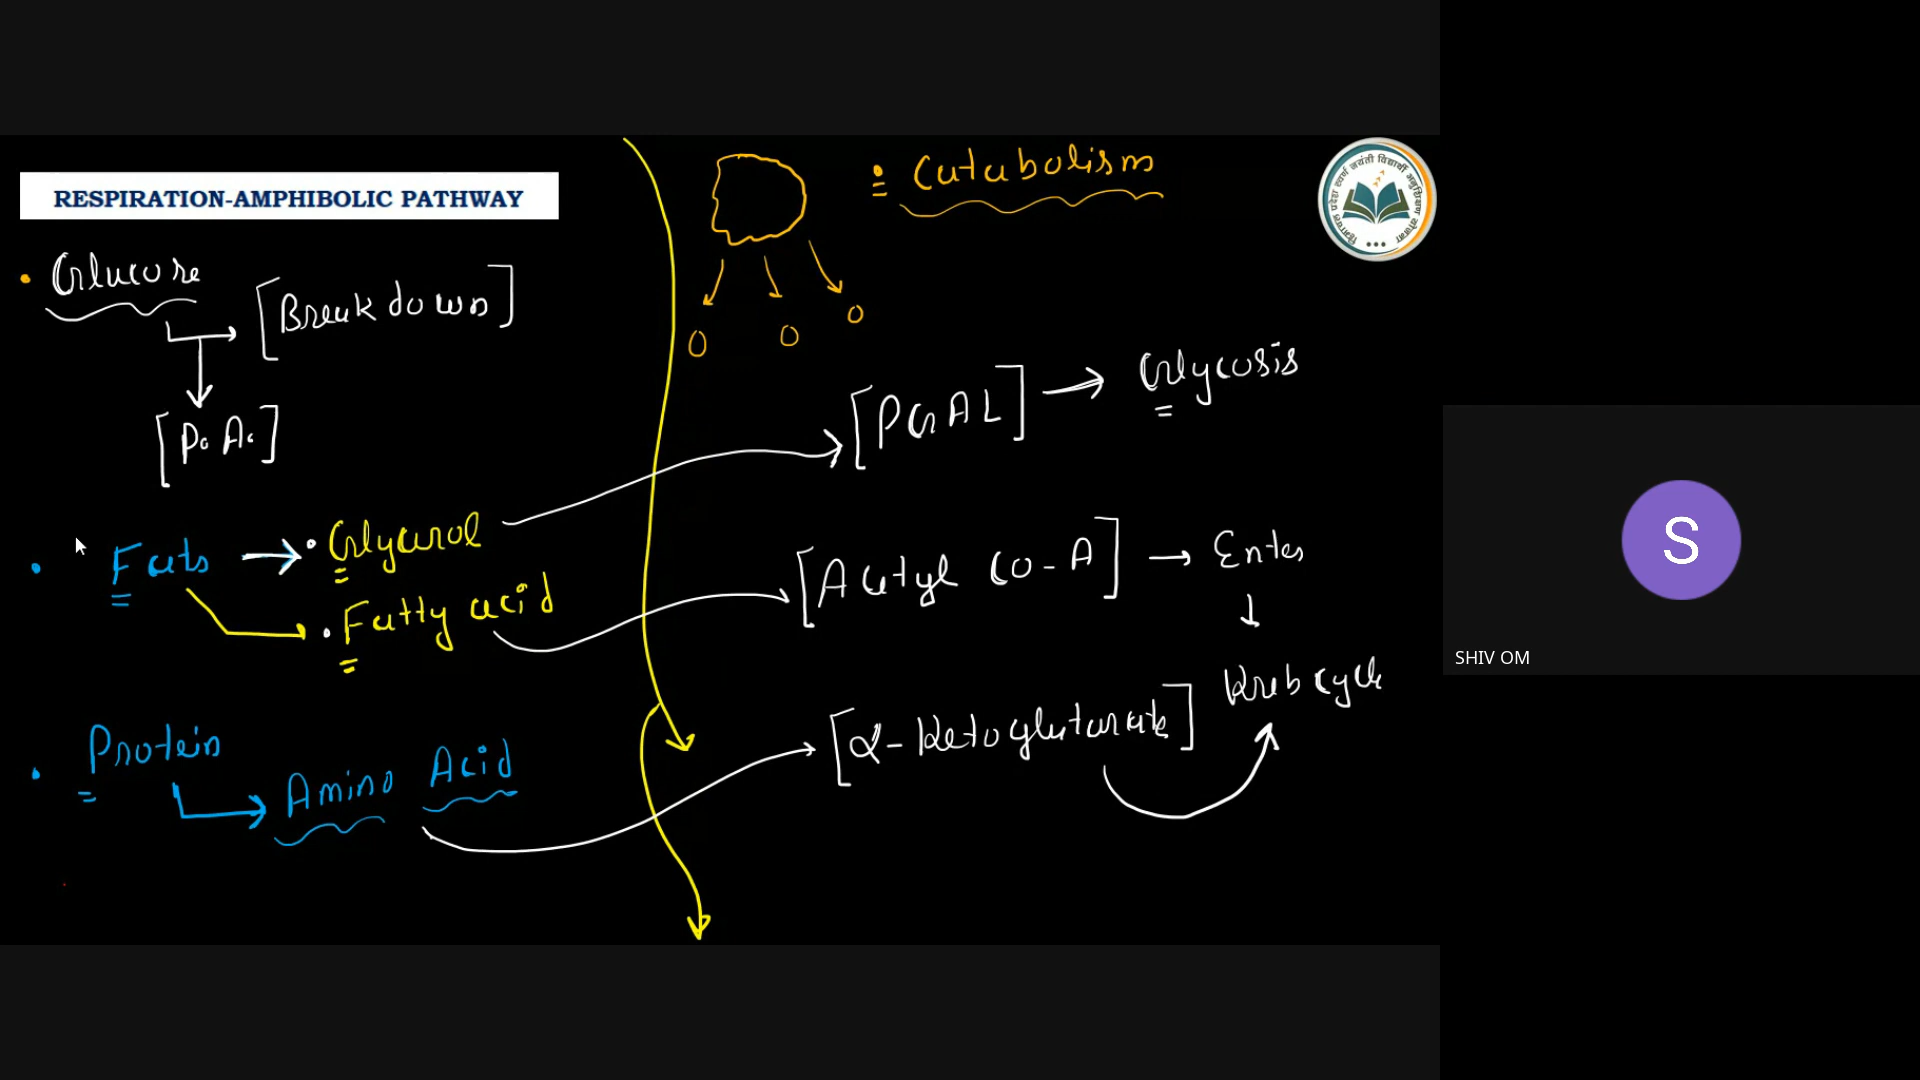 RESPIRATION-AMPHIBOLIC PATHWAY
• Glucose
[Breakdown]
[P. A.]
• Fats → • Glycerol
• Fatty acid
• Protein
Amino Acid
Catabolism
[PGAL] → Glycosis
[Acetyl Co-A] → Enter
↓
Kreb cycle
[α-Ketoglutarate]
S
SHIV OM